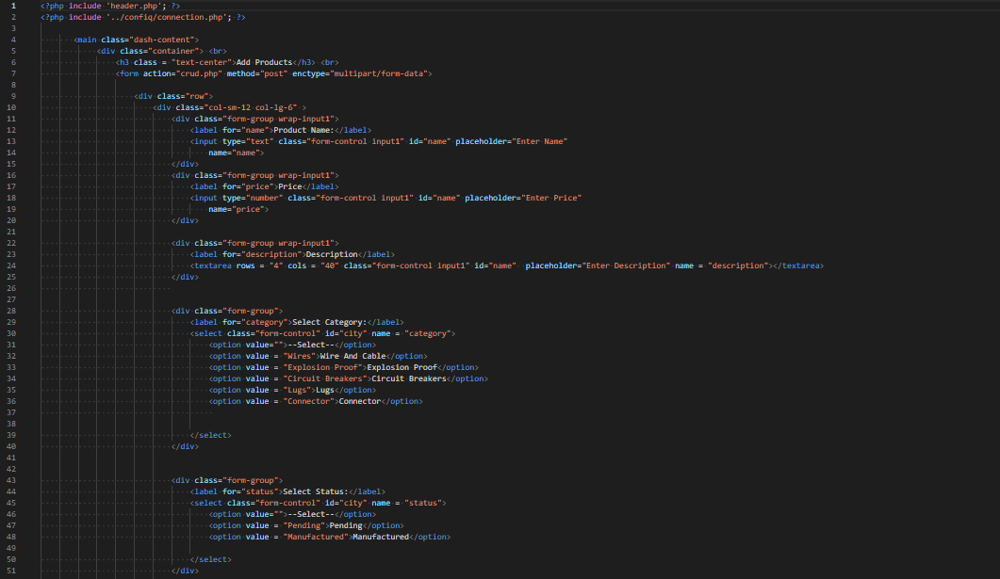 1 <?php include 'header.php'; ?>
2 <?php include '../confiq/connection.php'; ?>
3
4 <main class="dash-content">
5 <div class="container"> <br>
6 <h3 class = "text-center">Add Products</h3> <br>
7 <form action="crud.php" method="post" enctype="multipart/form-data">
8
9 <div class="row">
10 <div class="col-sm-12 col-lg-6" >
11 <div class="form-group wrap-input1">
12 <label for="name">Product Name:</label>
13 <input type="text" class="form-control input1" id="name" placeholder="Enter Name"
14 name="name">
15 </div>
16 <div class="form-group wrap-input1">
17 <label for="price">Price</label>
18 <input type="number" class="form-control input1" id="name" placeholder="Enter Price"
19 name="price">
20 </div>
21
22 <div class="form-group wrap-input1">
23 <label for="description">Description</label>
24 <textarea rows = "4" cols = "40" class="form-control input1" id="name"  placeholder="Enter Description" name = "description"></textarea>
25 </div>
26
27
28 <div class="form-group">
29 <label for="category">Select Category:</label>
30 <select class="form-control" id="city" name = "category">
31 <option value="">--Select--</option>
32 <option value = "Wires">Wire And Cable</option>
33 <option value = "Explosion Proof">Explosion Proof</option>
34 <option value = "Circuit Breakers">Circuit Breakers</option>
35 <option value = "Lugs">Lugs</option>
36 <option value = "Connector">Connector</option>
37
38
39 </select>
40 </div>
41
42
43 <div class="form-group">
44 <label for="status">Select Status:</label>
45 <select class="form-control" id="city" name = "status">
46 <option value="">--Select--</option>
47 <option value = "Pending">Pending</option>
48 <option value = "Manufactured">Manufactured</option>
49
50 </select>
51 </div>